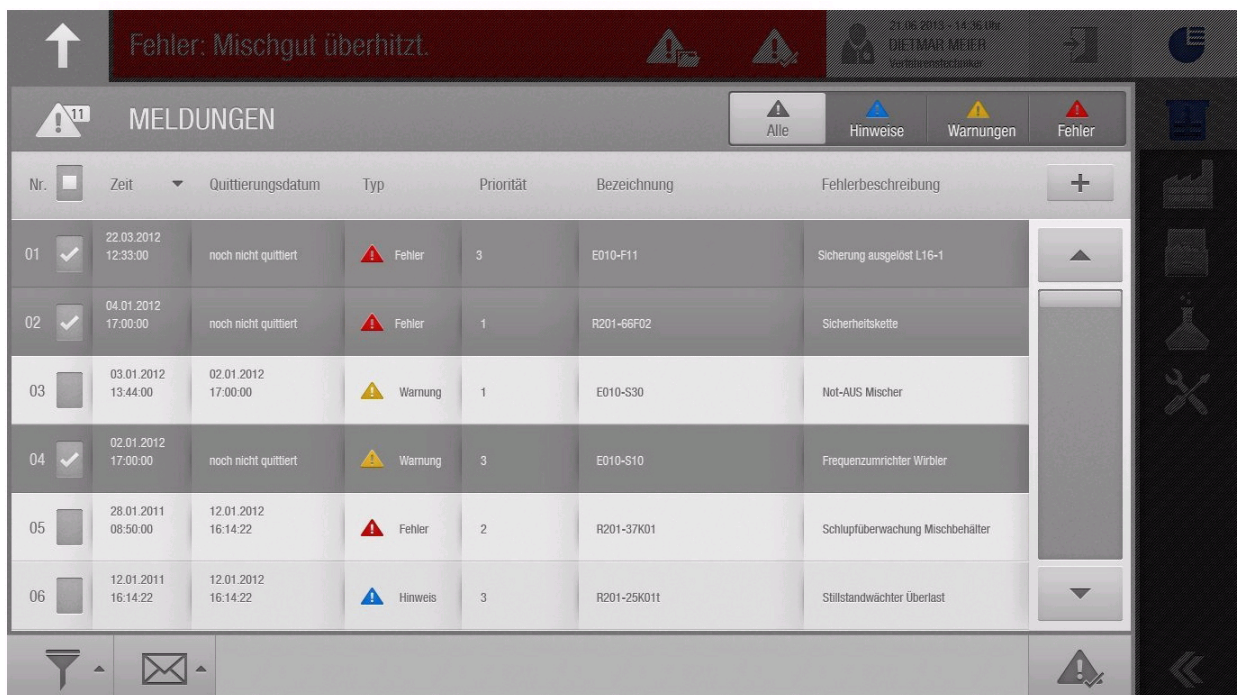 Fehler: Mischgut überhitzt.
21.06.2013 - 14:36 Uhr
DIETMAR MEIER
Verfahrenstechniker
11
MELDUNGEN
Alle
Hinweise
Warnungen
Fehler
Nr.
Zeit
Quittierungsdatum
Typ
Priorität
Bezeichnung
Fehlerbeschreibung
01
22.03.2012
12:33:00
noch nicht quittiert
Fehler
3
E010-F11
Sicherung ausgelöst L16-1
02
04.01.2012
17:00:00
noch nicht quittiert
Fehler
1
R201-66F02
Sicherheitskette
03
03.01.2012
13:44:00
02.01.2012
17:00:00
Warnung
1
E010-S30
Not-AUS Mischer
04
02.01.2012
17:00:00
noch nicht quittiert
Warnung
3
E010-S10
Frequenzumrichter Wirbler
05
28.01.2011
08:50:00
12.01.2012
16:14:22
Fehler
2
R201-37K01
Schlupfüberwachung Mischbehälter
06
12.01.2011
16:14:22
12.01.2012
16:14:22
Hinweis
3
R201-25K01t
Stillstandwächter Überlast